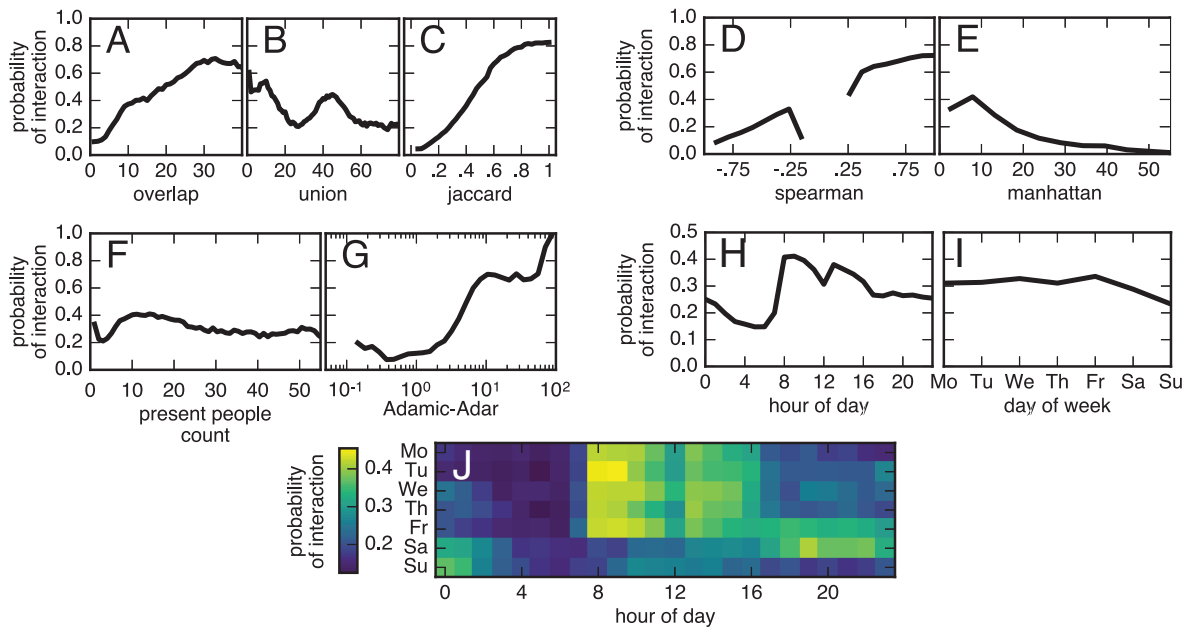 probability
of interaction
1.0
0.8
0.6
0.4
0.2
0.0
A
B
C
0 10 20 30
overlap
0 20 40 60
union
0 .2 .4 .6 .8 1
jaccard
probability
of interaction
1.0
0.8
0.6
0.4
0.2
0.0
D
E
-.75 -.25 .25 .75
spearman
0 10 20 30 40 50
manhattan
probability
of interaction
1.0
0.8
0.6
0.4
0.2
0.0
F
G
0 10 20 30 40 50
present people
count
10-1 100 101 102
Adamic-Adar
probability
of interaction
0.5
0.4
0.3
0.2
0.1
0.0
H
I
0 4 8 12 16 20
hour of day
Mo Tu We Th Fr Sa Su
day of week
probability
of interaction
0.4
0.3
0.2
J
Mo
Tu
We
Th
Fr
Sa
Su
0 4 8 12 16 20
hour of day